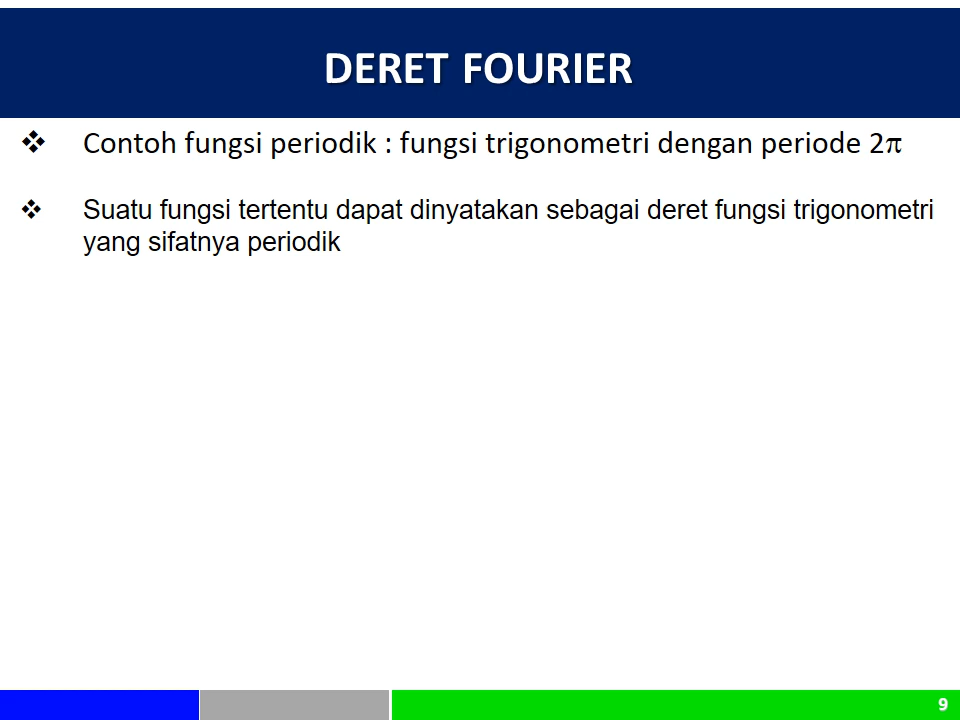 DERET FOURIER
❖ Contoh fungsi periodik : fungsi trigonometri dengan periode 2π
❖ Suatu fungsi tertentu dapat dinyatakan sebagai deret fungsi trigonometri
yang sifatnya periodik
9